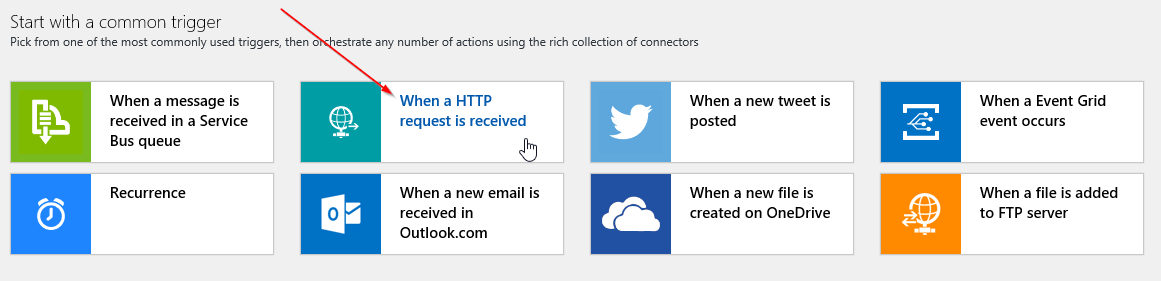 Start with a common trigger
Pick from one of the most commonly used triggers, then orchestrate any number of actions using the rich collection of connectors
When a message is
received in a Service
Bus queue
When a HTTP
request is received
When a new tweet is
posted
When a Event Grid
event occurs
Recurrence
When a new email is
received in
Outlook.com
When a new file is
created on OneDrive
When a file is added
to FTP server